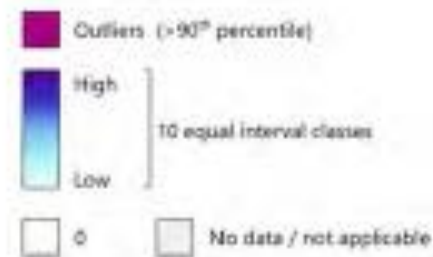 Outliers (>90th percentile)
High
10 equal interval classes
Low
0 No data / not applicable